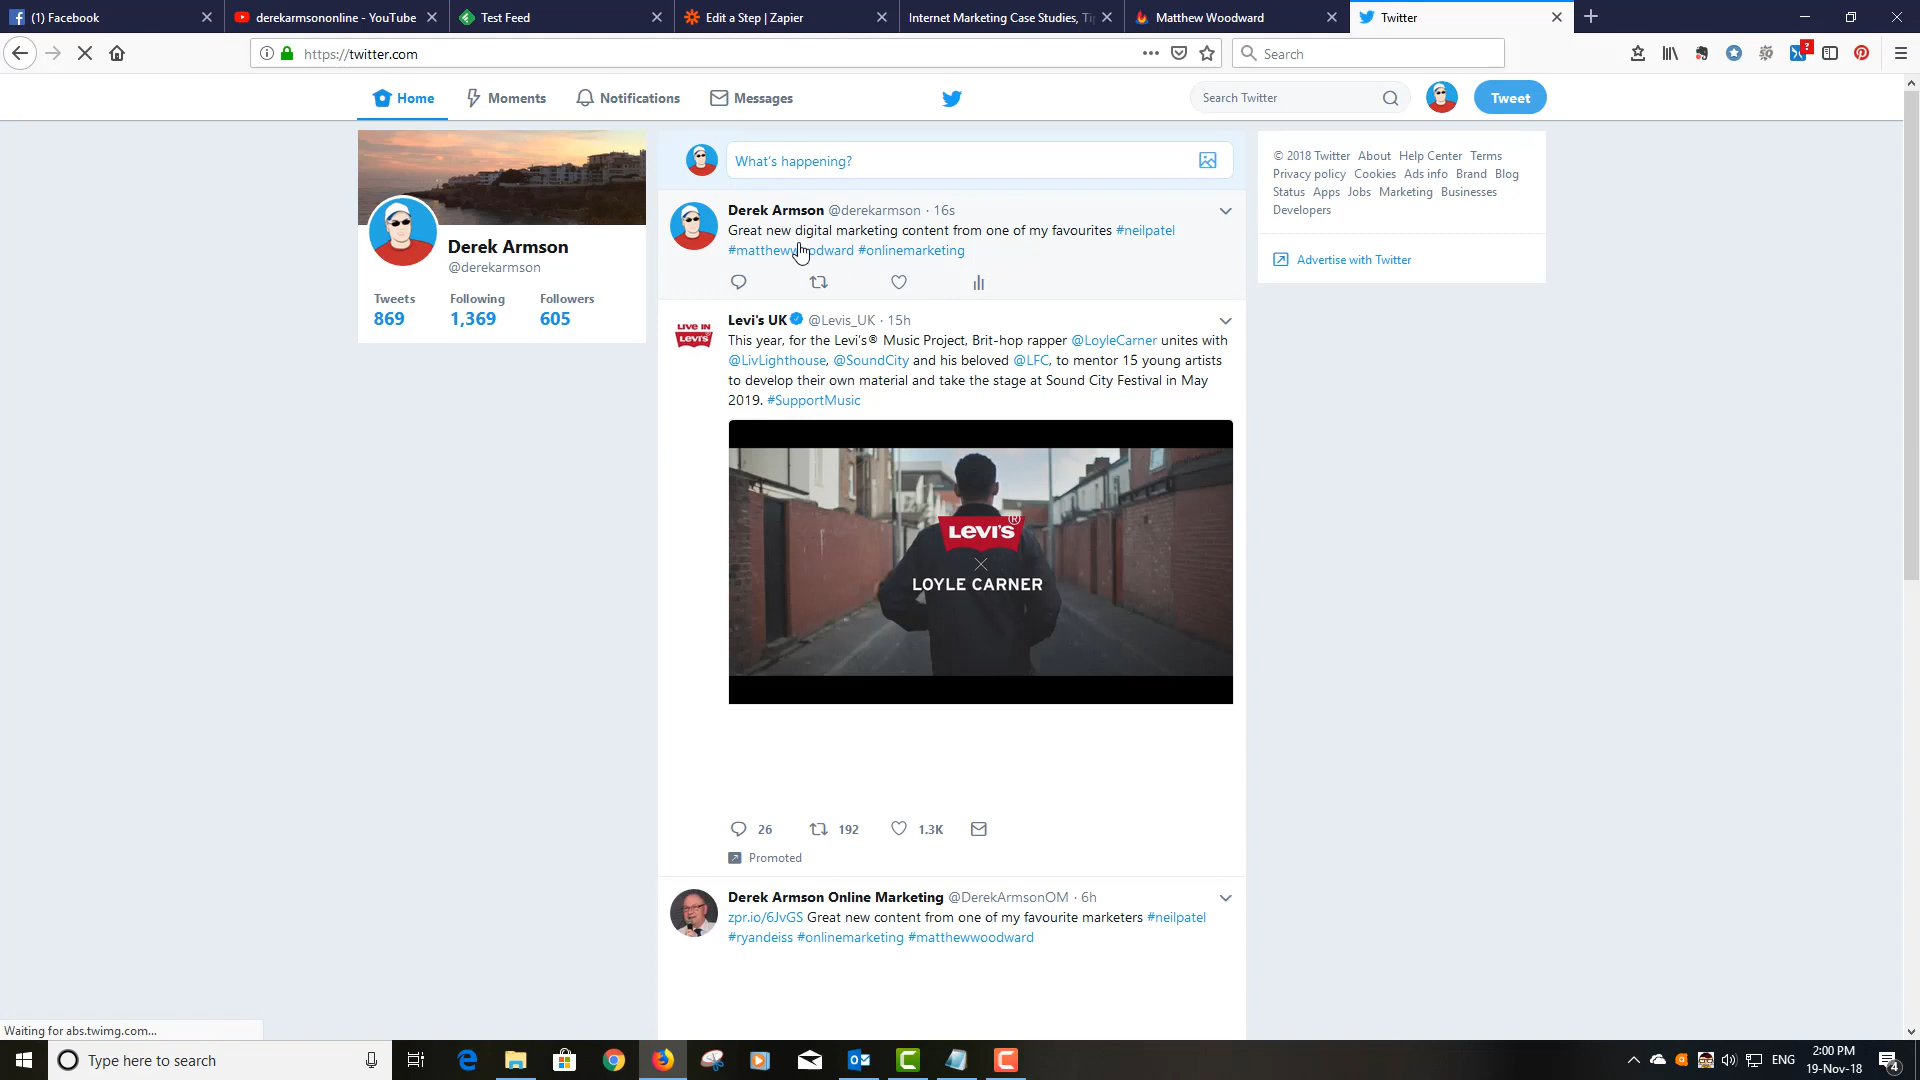 (1) Facebook
derekarmsononline - YouTube
Test Feed
Edit a Step | Zapier
Internet Marketing Case Studies, Ti
Matthew Woodward
Twitter
https://twitter.com
Search
Home
Moments
Notifications
Messages
Search Twitter
Tweet
Derek Armson
@derekarmson
Tweets Following Followers
869 1,369 605
What's happening?
Derek Armson @derekarmson · 16s
Great new digital marketing content from one of my favourites #neilpatel
#matthewwoodward #onlinemarketing
LIVE IN
LEVI'S
Levi's UK @Levis_UK · 15h
This year, for the Levi's® Music Project, Brit-hop rapper @LoyleCarner unites with
@LivLighthouse, @SoundCity and his beloved @LFC, to mentor 15 young artists
to develop their own material and take the stage at Sound City Festival in May
2019. #SupportMusic
LEVI'S ®
×
LOYLE CARNER
26 192 1.3K
Promoted
Derek Armson Online Marketing @DerekArmsonOM · 6h
zpr.io/6JvGS Great new content from one of my favourite marketers #neilpatel
#ryandeiss #onlinemarketing #matthewwoodward
© 2018 Twitter About Help Center Terms
Privacy policy Cookies Ads info Brand Blog
Status Apps Jobs Marketing Businesses
Developers
Advertise with Twitter
Waiting for abs.twimg.com...
Type here to search
ENG
2:00 PM
19-Nov-18
4